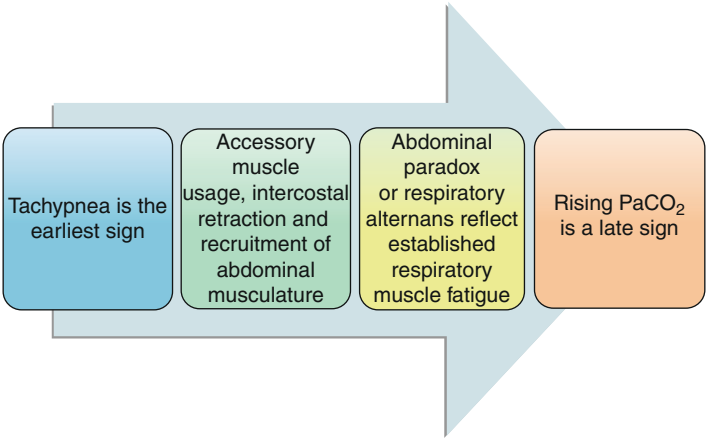 Tachypnea is the
earliest sign
Accessory
muscle
usage, intercostal
retraction and
recruitment of
abdominal
musculature
Abdominal
paradox
or respiratory
alternans reflect
established
respiratory
muscle fatigue
Rising PaCO₂
is a late sign